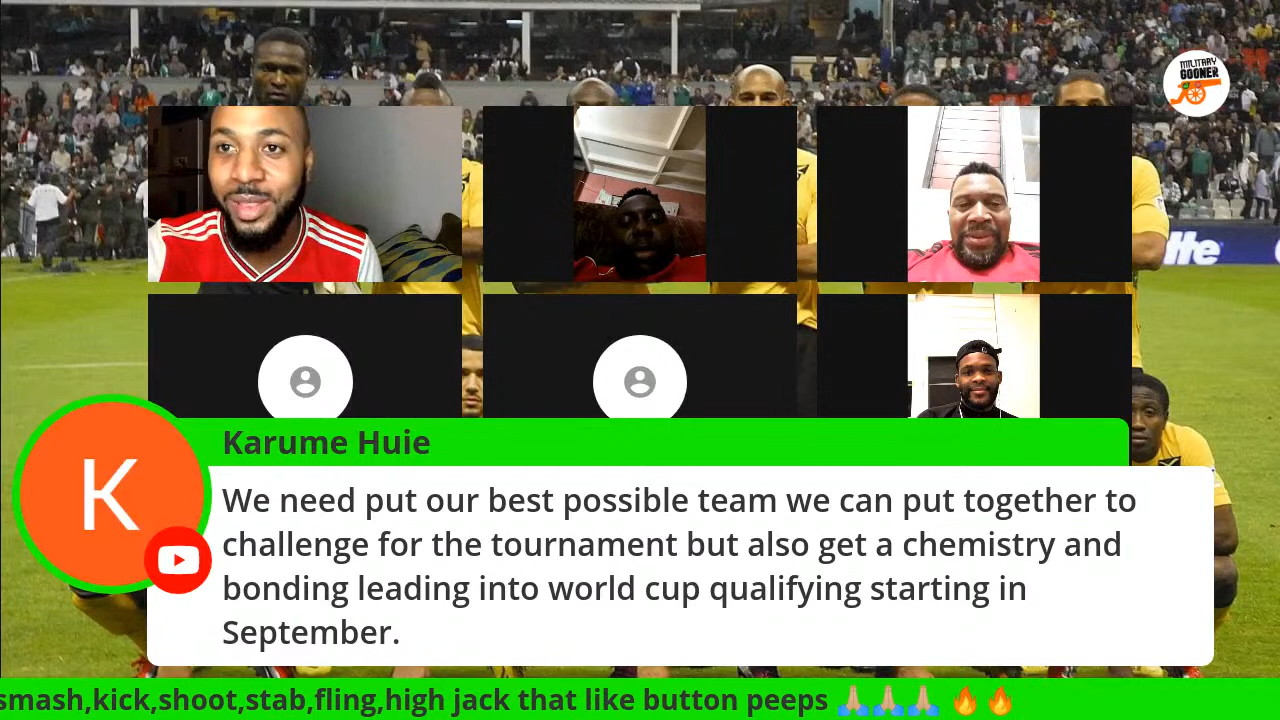 MILITARY
GOONER
tte
Karume Huie
K
We need put our best possible team we can put together to
challenge for the tournament but also get a chemistry and
bonding leading into world cup qualifying starting in
September.
smash,kick,shoot,stab,fling,high jack that like button peeps 🙏🏽🙏🏽🙏🏽 🔥🔥